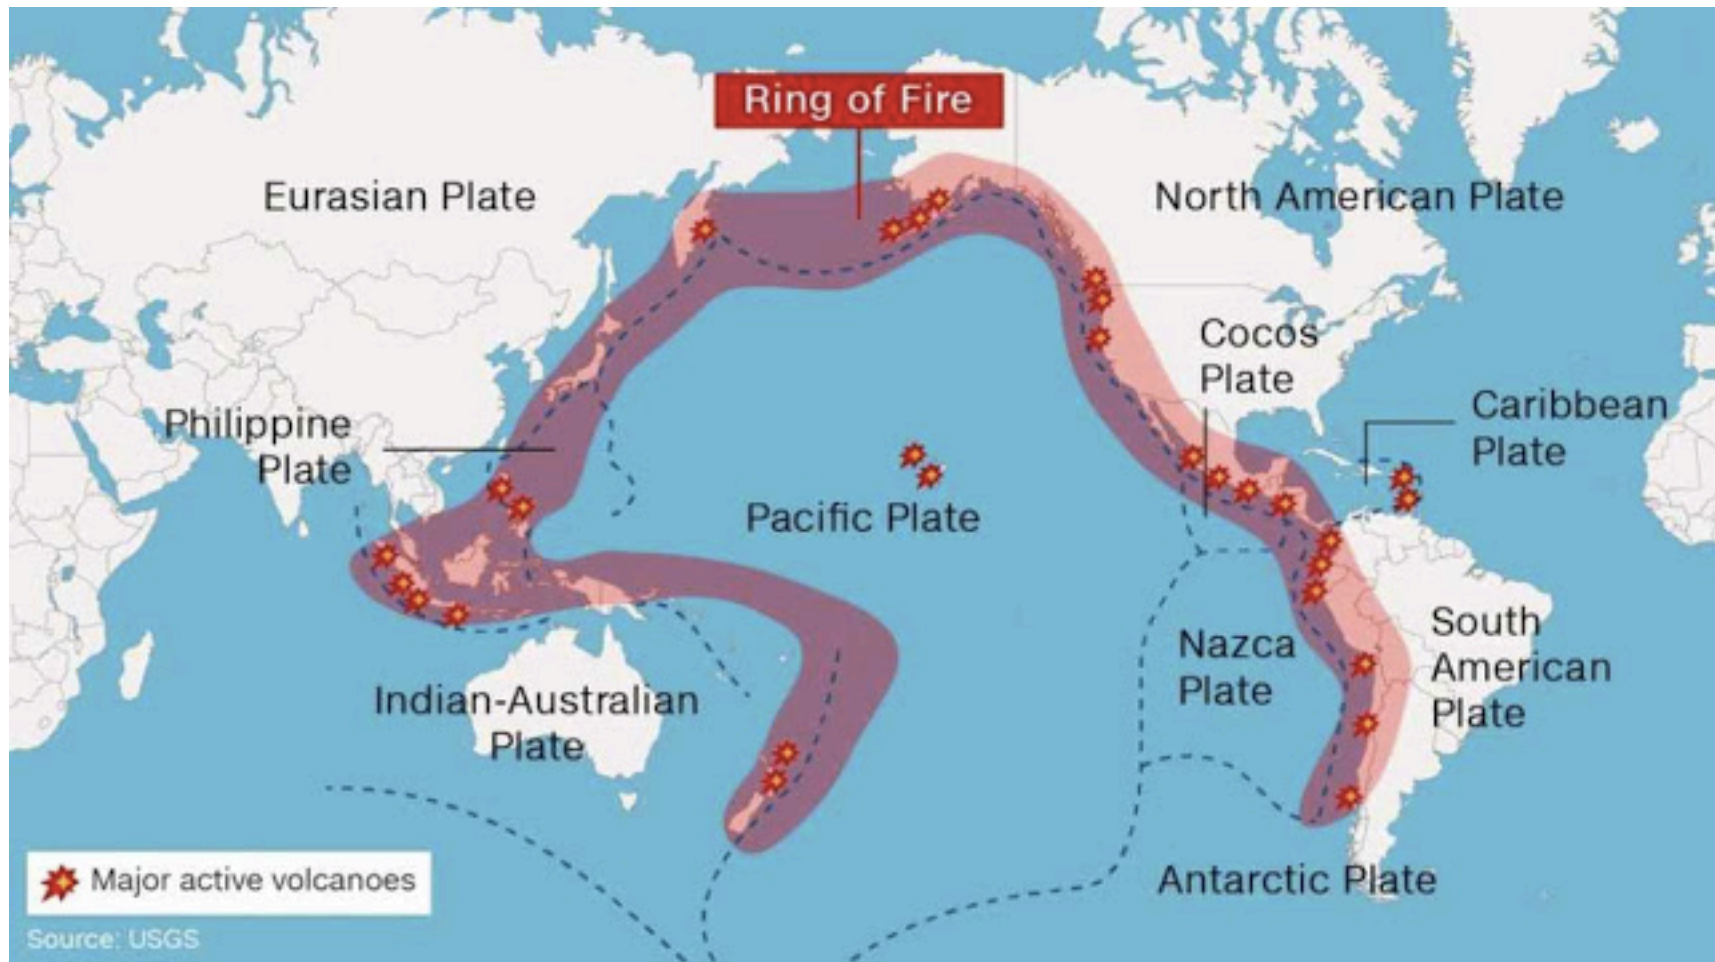 Ring of Fire
Eurasian Plate
North American Plate
Cocos
Plate
Caribbean
Plate
Philippine
Plate
Pacific Plate
South
American
Plate
Nazca
Plate
Indian-Australian
Plate
Antarctic Plate
Major active volcanoes
Source: USGS